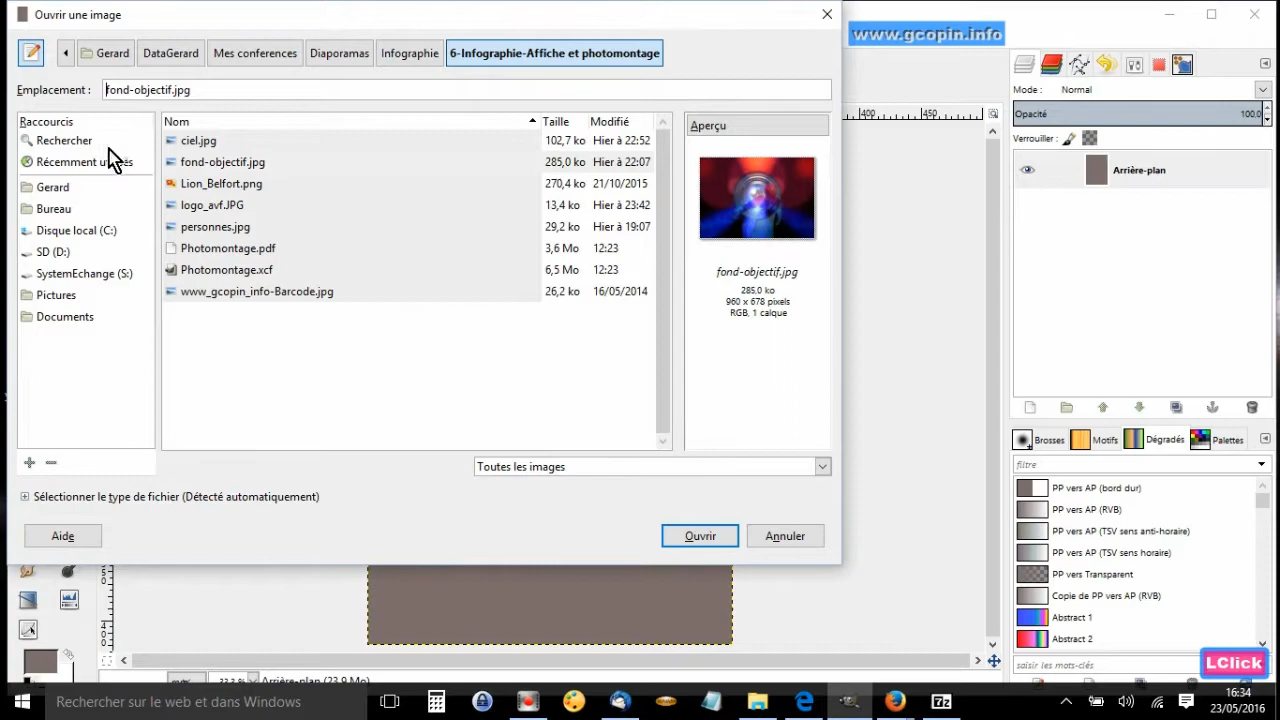 Ouvrir une image
www.gcopin.info
Gerard
DataGerard
Mes conferences
Diaporamas
Infographie
6-Infographie-Affiche et photomontage
Emplacement :
fond-objectif.jpg
Mode :
Normal
400
450
Opacité
100,0
Verrouiller :
Raccourcis
Nom
Taille
Modifié
Aperçu
Rechercher
ciel.jpg
102,7 ko
Hier à 22:52
Récemment
fond-objectif.jpg
285,0 ko
Hier à 22:07
Arrière-plan
Gerard
Lion_Belfort.png
270,4 ko
21/10/2015
Bureau
logo_avf.JPG
13,4 ko
Hier à 23:42
Disque local (C:)
personnes.jpg
29,2 ko
Hier à 19:07
SD (D:)
Photomontage.pdf
3,6 Mo
12:23
SystemEchange (S:)
Photomontage.xcf
6,5 Mo
12:23
fond-objectif.jpg
Pictures
www_gcopin_info-Barcode.jpg
26,2 ko
16/05/2014
285,0 ko
960 x 678 pixels
RGB, 1 calque
Documents
Toutes les images
Sélectionner le type de fichier (Détecté automatiquement)
Aide
Ouvrir
Annuler
Brosses
Motifs
Dégradés
Palettes
filtre
PP vers AP (bord dur)
PP vers AP (RVB)
PP vers AP (TSV sens anti-horaire)
PP vers AP (TSV sens horaire)
PP vers Transparent
Copie de PP vers AP (RVB)
Abstract 1
Abstract 2
saisir les mots-clés
LClick
Arrière-plan (23,9 Mo)
Rechercher sur le web et dans Windows
7z
16:34
23/05/2016